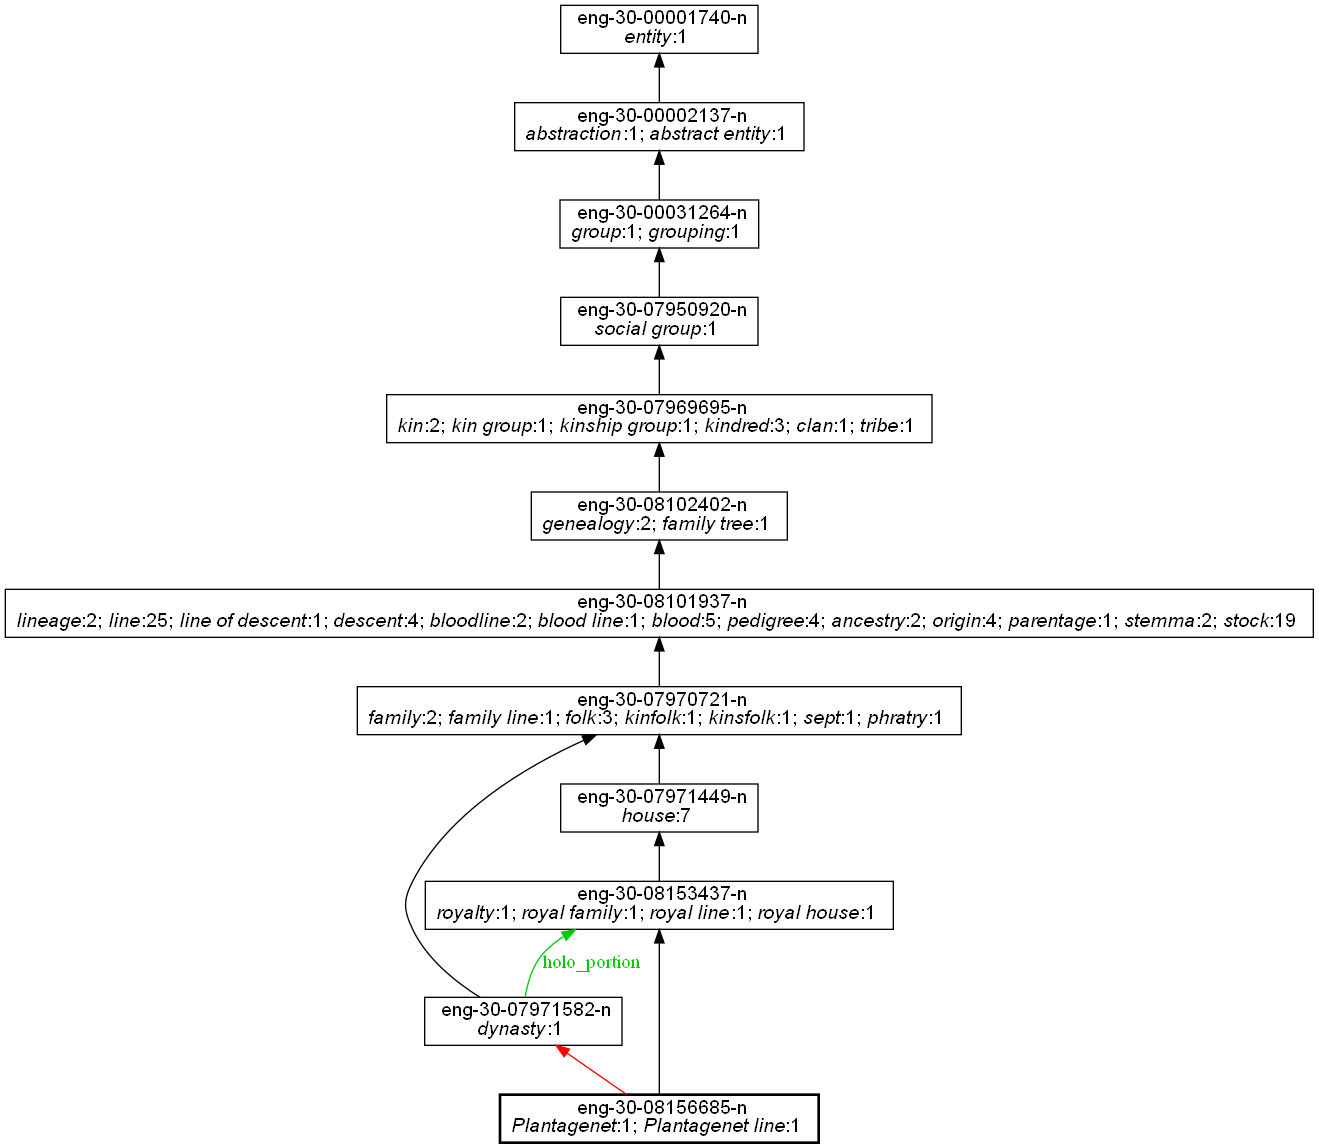 eng-30-00001740-n
entity:1
eng-30-00002137-n
abstraction:1; abstract entity:1
eng-30-00031264-n
group:1; grouping:1
eng-30-07950920-n
social group:1
eng-30-07969695-n
kin:2; kin group:1; kinship group:1; kindred:3; clan:1; tribe:1
eng-30-08102402-n
genealogy:2; family tree:1
eng-30-08101937-n
lineage:2; line:25; line of descent:1; descent:4; bloodline:2; blood line:1; blood:5; pedigree:4; ancestry:2; origin:4; parentage:1; stemma:2; stock:19
eng-30-07970721-n
family:2; family line:1; folk:3; kinfolk:1; kinsfolk:1; sept:1; phratry:1
eng-30-07971449-n
house:7
eng-30-08153437-n
royalty:1; royal family:1; royal line:1; royal house:1
holo_portion
eng-30-07971582-n
dynasty:1
eng-30-08156685-n
Plantagenet:1; Plantagenet line:1